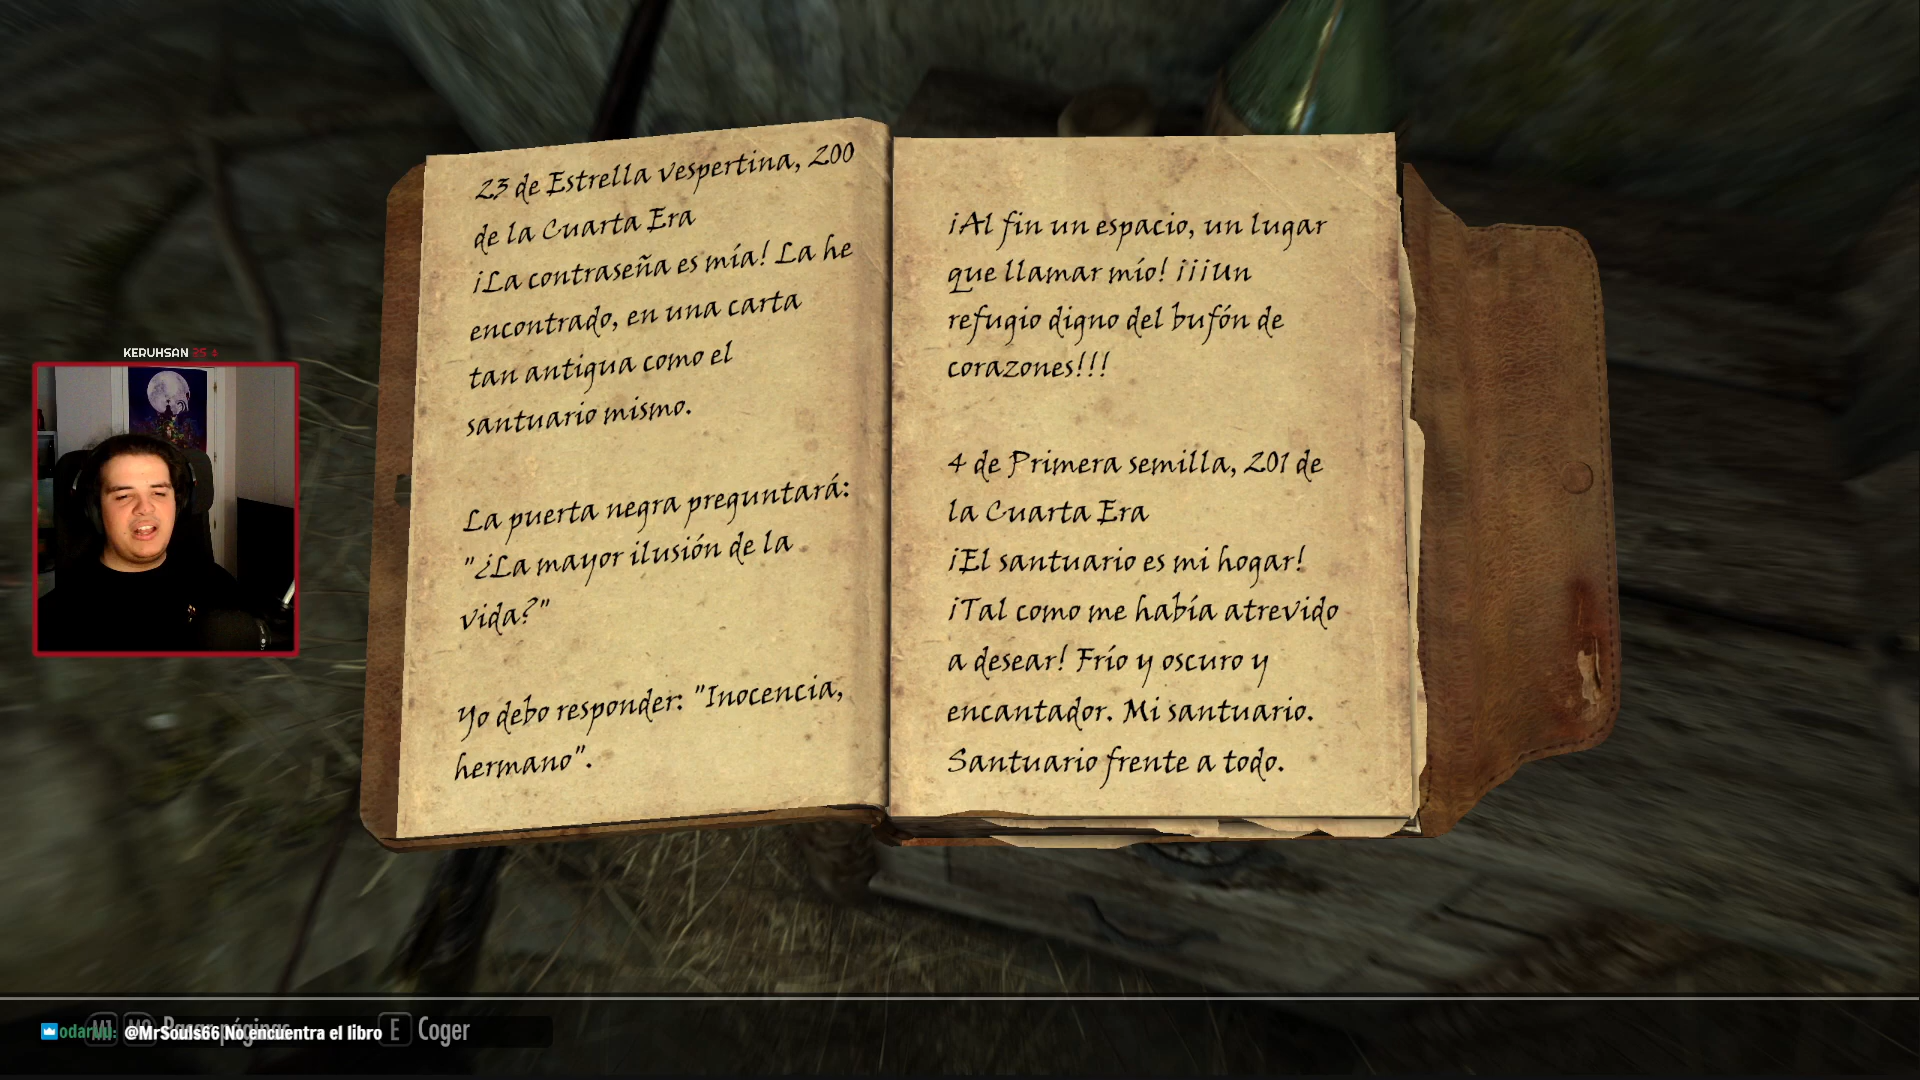 23 de Estrella vespertina, 200
de la Cuarta Era
¡La contraseña es mía! La he
encontrado, en una carta
tan antigua como el
santuario mismo.
La puerta negra preguntará:
"¿La mayor ilusión de la
vida?"
Yo debo responder: "Inocencia,
hermano".
¡Al fin un espacio, un lugar
que llamar mío! ¡¡¡Un
refugio digno del bufón de
corazones!!!
4 de Primera semilla, 201 de
la Cuarta Era
¡El santuario es mi hogar!
¡Tal como me había atrevido
a desear! Frío y oscuro y
encantador. Mi santuario.
Santuario frente a todo.
KERUHSAN 25
@MrSouls66 No encuentra el libro
E Coger